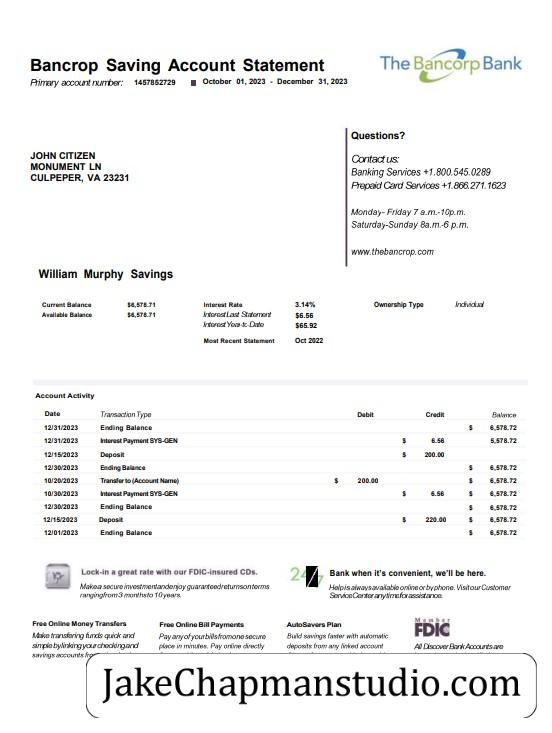 Bancrop Saving Account Statement
Primary account number: 1457852729 ■ October 01, 2023 - December 31, 2023
The Bancorp Bank
Questions?
Contact us:
Banking Services +1.800.545.0289
Prepaid Card Services +1.866.271.1623
Monday- Friday 7 a.m.-10p.m.
Saturday-Sunday 8a.m.-6 p.m.
www.thebancrop.com
JOHN CITIZEN
MONUMENT LN
CULPEPER, VA 23231
William Murphy Savings
Current Balance $6,578.71 Interest Rate 3.14% Ownership Type Individual
Available Balance $6,578.71 Interest Last Statement $6.56
Interest Year-tc-Date $65.92
Most Recent Statement Oct 2022
Account Activity
Date Transaction Type Debit Credit Balance
12/31/2023 Ending Balance $ 6,578.72
12/31/2023 Interest Payment SYS-GEN $ 6.56 5,578.72
12/15/2023 Deposit $ 200.00
12/30/2023 Ending Balance $ 6,578.72
10/20/2023 Transfer to (Account Name) $ 200.00 $ 6,578.72
10/30/2023 Interest Payment SYS-GEN $ 6.56 $ 6,578.72
12/30/2023 Ending Balance $ 6,578.72
12/15/2023 Deposit $ 220.00 $ 6,578.72
12/01/2023 Ending Balance $ 6,578.72
Lock-in a great rate with our FDIC-insured CDs.
Make a secure investment and enjoy guaranteed returns on terms
ranging from 3 months to 10 years.
24/7
Bank when it's convenient, we'll be here.
Help is always available online or by phone. Visit our Customer
Service Center anytime for assistance.
Free Online Money Transfers
Make transfering funds quick and
simple by linking your checking and
savings accounts
Free Online Bill Payments
Pay any of your bills from one secure
place in minutes. Pay online directly
AutoSavers Plan
Build savings faster with automatic
deposits from any linked account
Member
FDIC
All Discover Bank Accounts are
JakeChapmanstudio.com